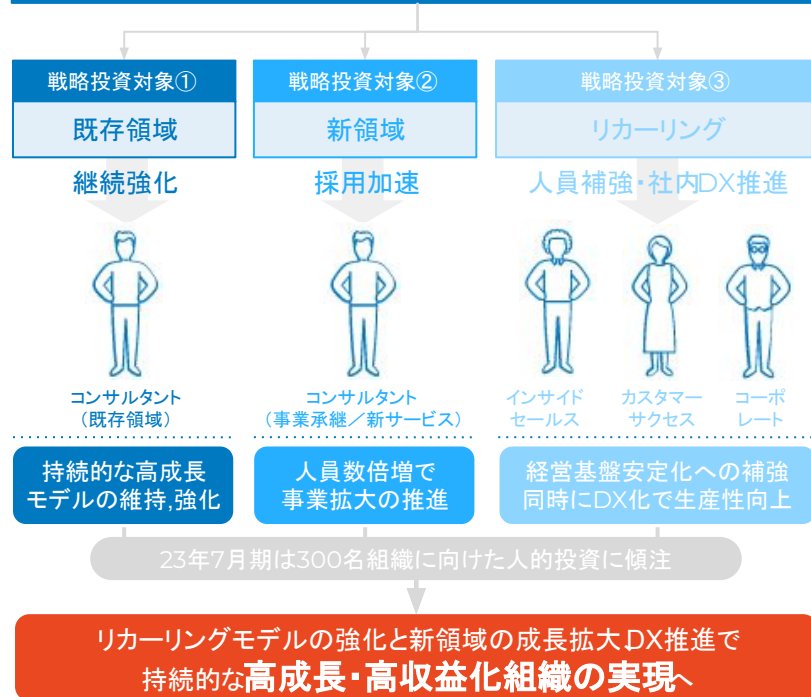 戦略投資対象①
既存領域
継続強化
コンサルタント
（既存領域）
持続的な高成長
モデルの維持,強化
戦略投資対象②
新領域
採用加速
コンサルタント
（事業承継／新サービス）
人員数倍増で
事業拡大の推進
戦略投資対象③
リカーリング
人員補強・社内DX推進
インサイド
セールス
カスタマー
サクセス
コーポ
レート
経営基盤安定化への補強
同時にDX化で生産性向上
23年7月期は300名組織に向けた人的投資に傾注
リカーリングモデルの強化と新領域の成長拡大,DX推進で
持続的な高成長・高収益化組織の実現へ